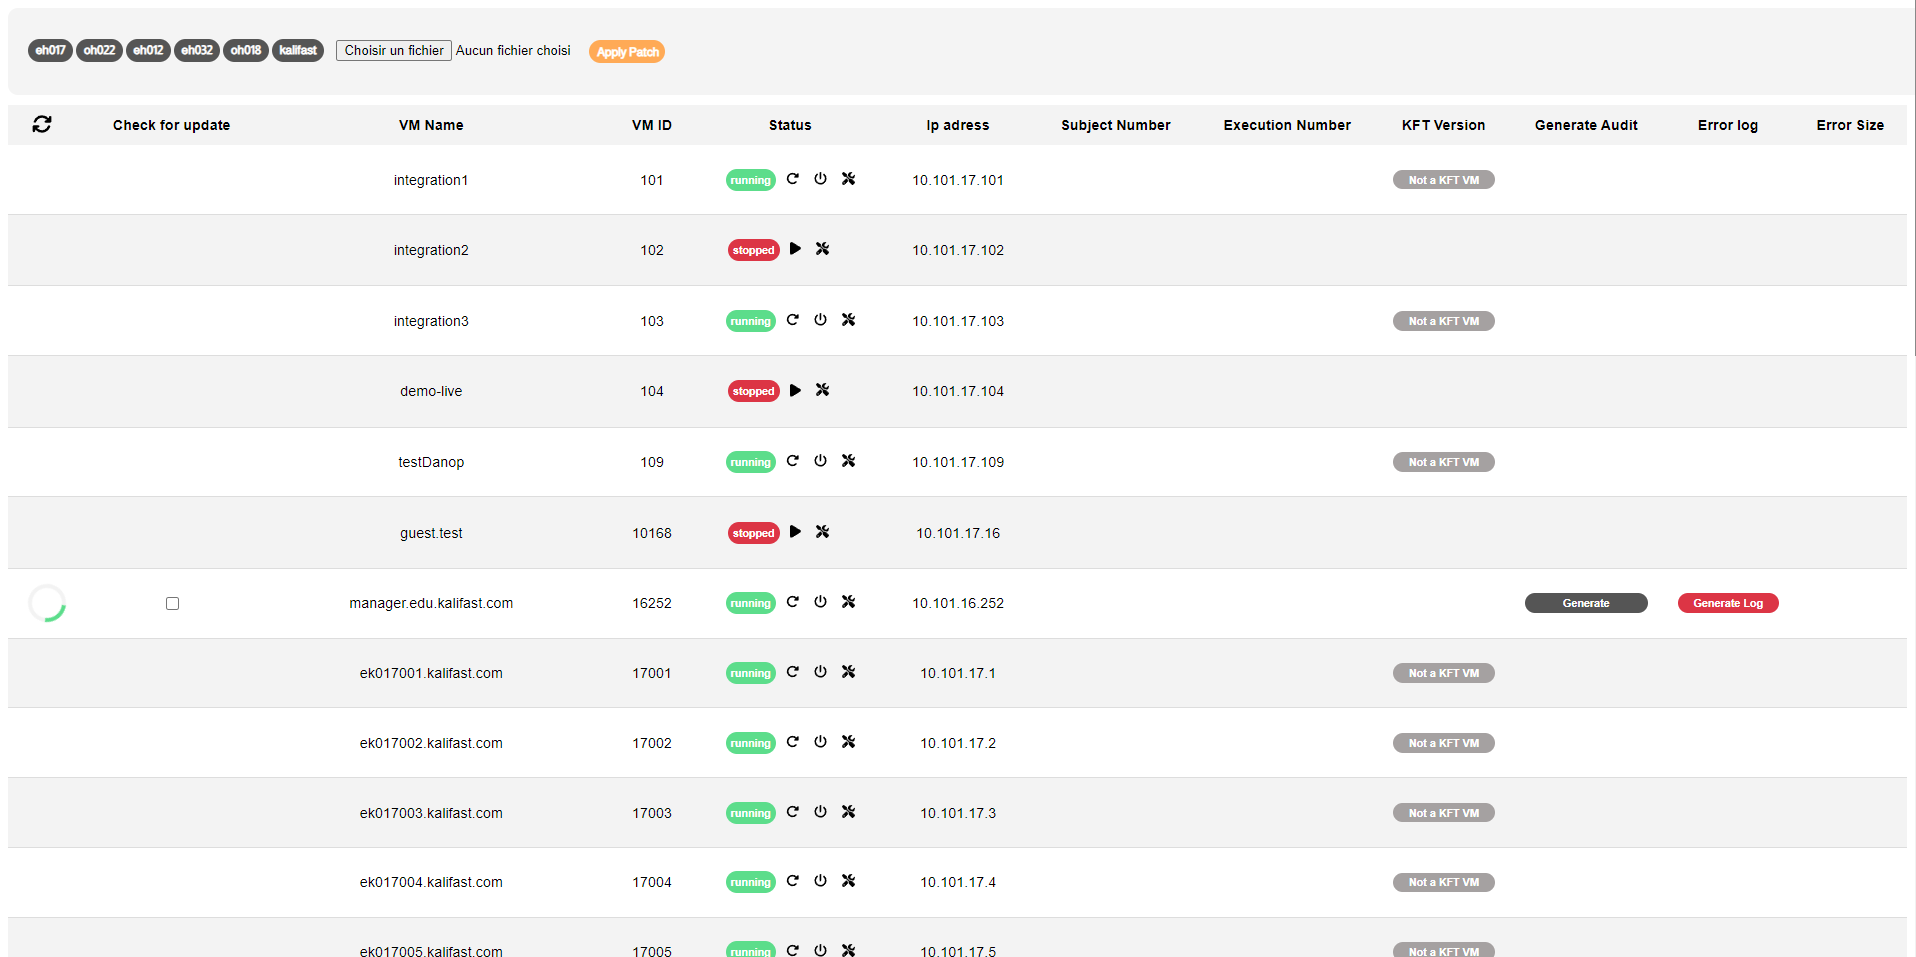 eh017 oh022 eh012 eh032 oh018 kalifast Choisir un fichier Aucun fichier choisi Apply Patch
Check for update VM Name VM ID Status Ip adress Subject Number Execution Number KFT Version Generate Audit Error log Error Size
integration1 101 running 10.101.17.101 Not a KFT VM
integration2 102 stopped 10.101.17.102
integration3 103 running 10.101.17.103 Not a KFT VM
demo-live 104 stopped 10.101.17.104
testDanop 109 running 10.101.17.109 Not a KFT VM
guest.test 10168 stopped 10.101.17.16
manager.edu.kalifast.com 16252 running 10.101.16.252 Generate Generate Log
ek017001.kalifast.com 17001 running 10.101.17.1 Not a KFT VM
ek017002.kalifast.com 17002 running 10.101.17.2 Not a KFT VM
ek017003.kalifast.com 17003 running 10.101.17.3 Not a KFT VM
ek017004.kalifast.com 17004 running 10.101.17.4 Not a KFT VM
ek017005.kalifast.com 17005 running 10.101.17.5 Not a KFT VM